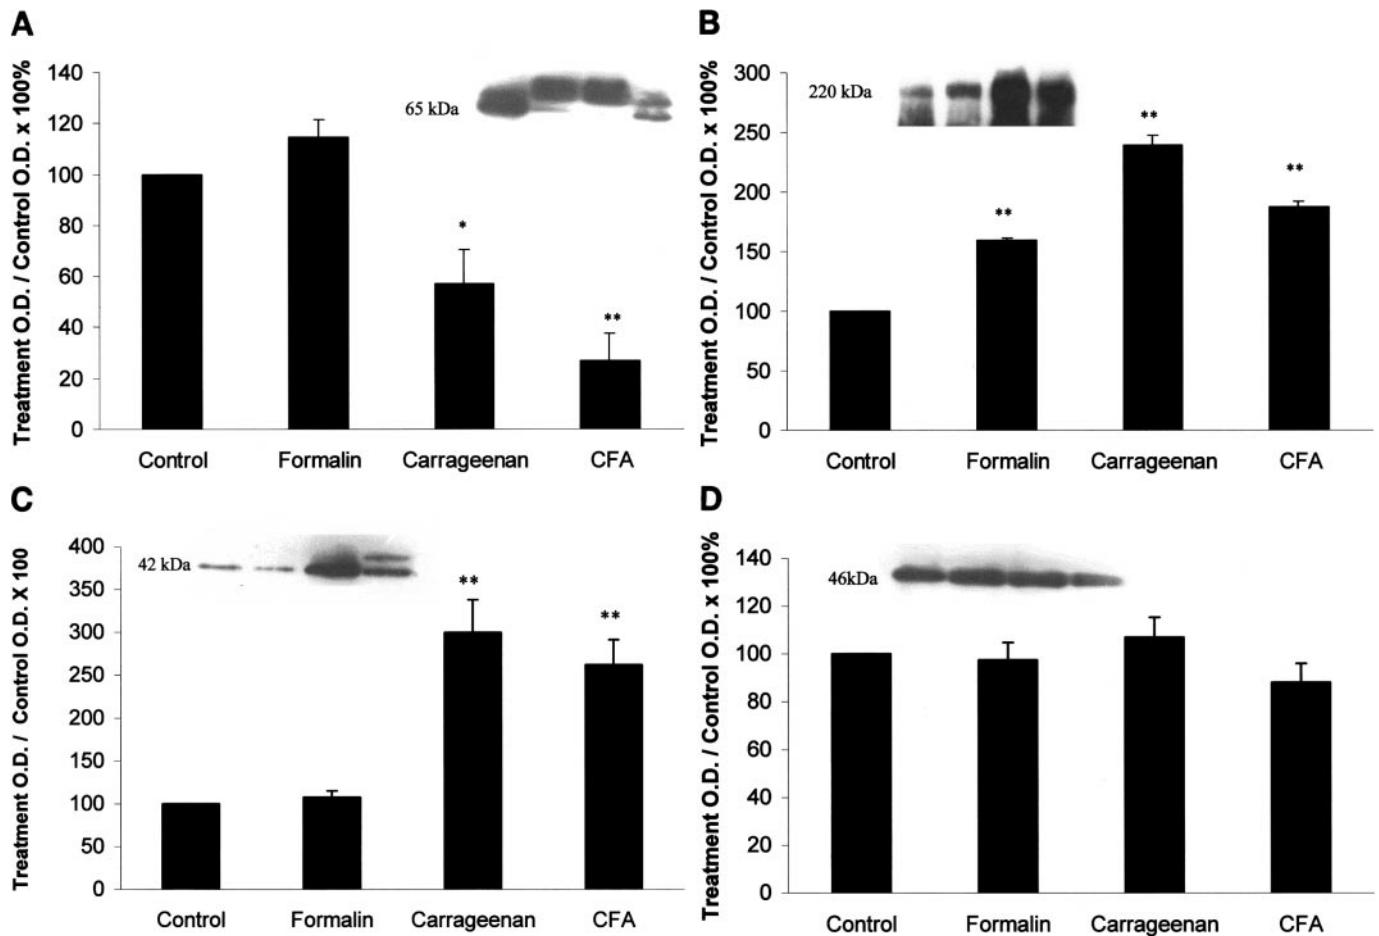 A
Treatment O.D. / Control O.D. x 100%
140
120
100
80
60
40
20
0
65 kDa
*
**
Control Formalin Carrageenan CFA
B
Treatment O.D. / Control O.D. x 100%
300
250
200
150
100
50
0
220 kDa
**
**
**
Control Formalin Carrageenan CFA
C
Treatment O.D. / Control O.D. X 100
400
350
300
250
200
150
100
50
0
42 kDa
**
**
Control Formalin Carrageenan CFA
D
Treatment O.D. / Control O.D. x 100%
140
120
100
80
60
40
20
0
46kDa
Control Formalin Carrageenan CFA